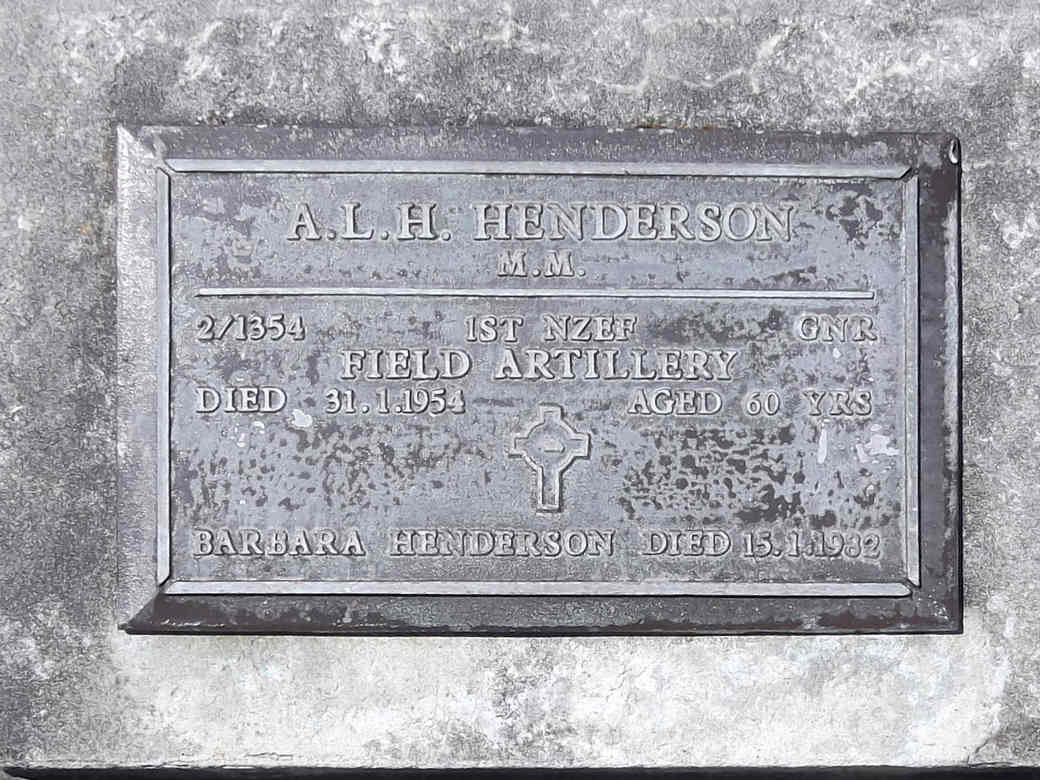 A.L.H. HENDERSON
M.M.
2/1354 1ST NZEF GNR
FIELD ARTILLERY
DIED 31.1.1954 AGED 60 YRS
BARBARA HENDERSON DIED 15.1.1982